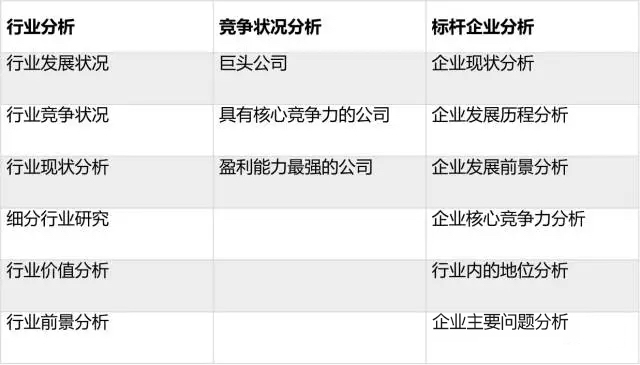 行业分析 竞争状况分析 标杆企业分析
行业发展状况 巨头公司 企业现状分析
行业竞争状况 具有核心竞争力的公司 企业发展历程分析
行业现状分析 盈利能力最强的公司 企业发展前景分析
细分行业研究 企业核心竞争力分析
行业价值分析 行业内的地位分析
行业前景分析 企业主要问题分析